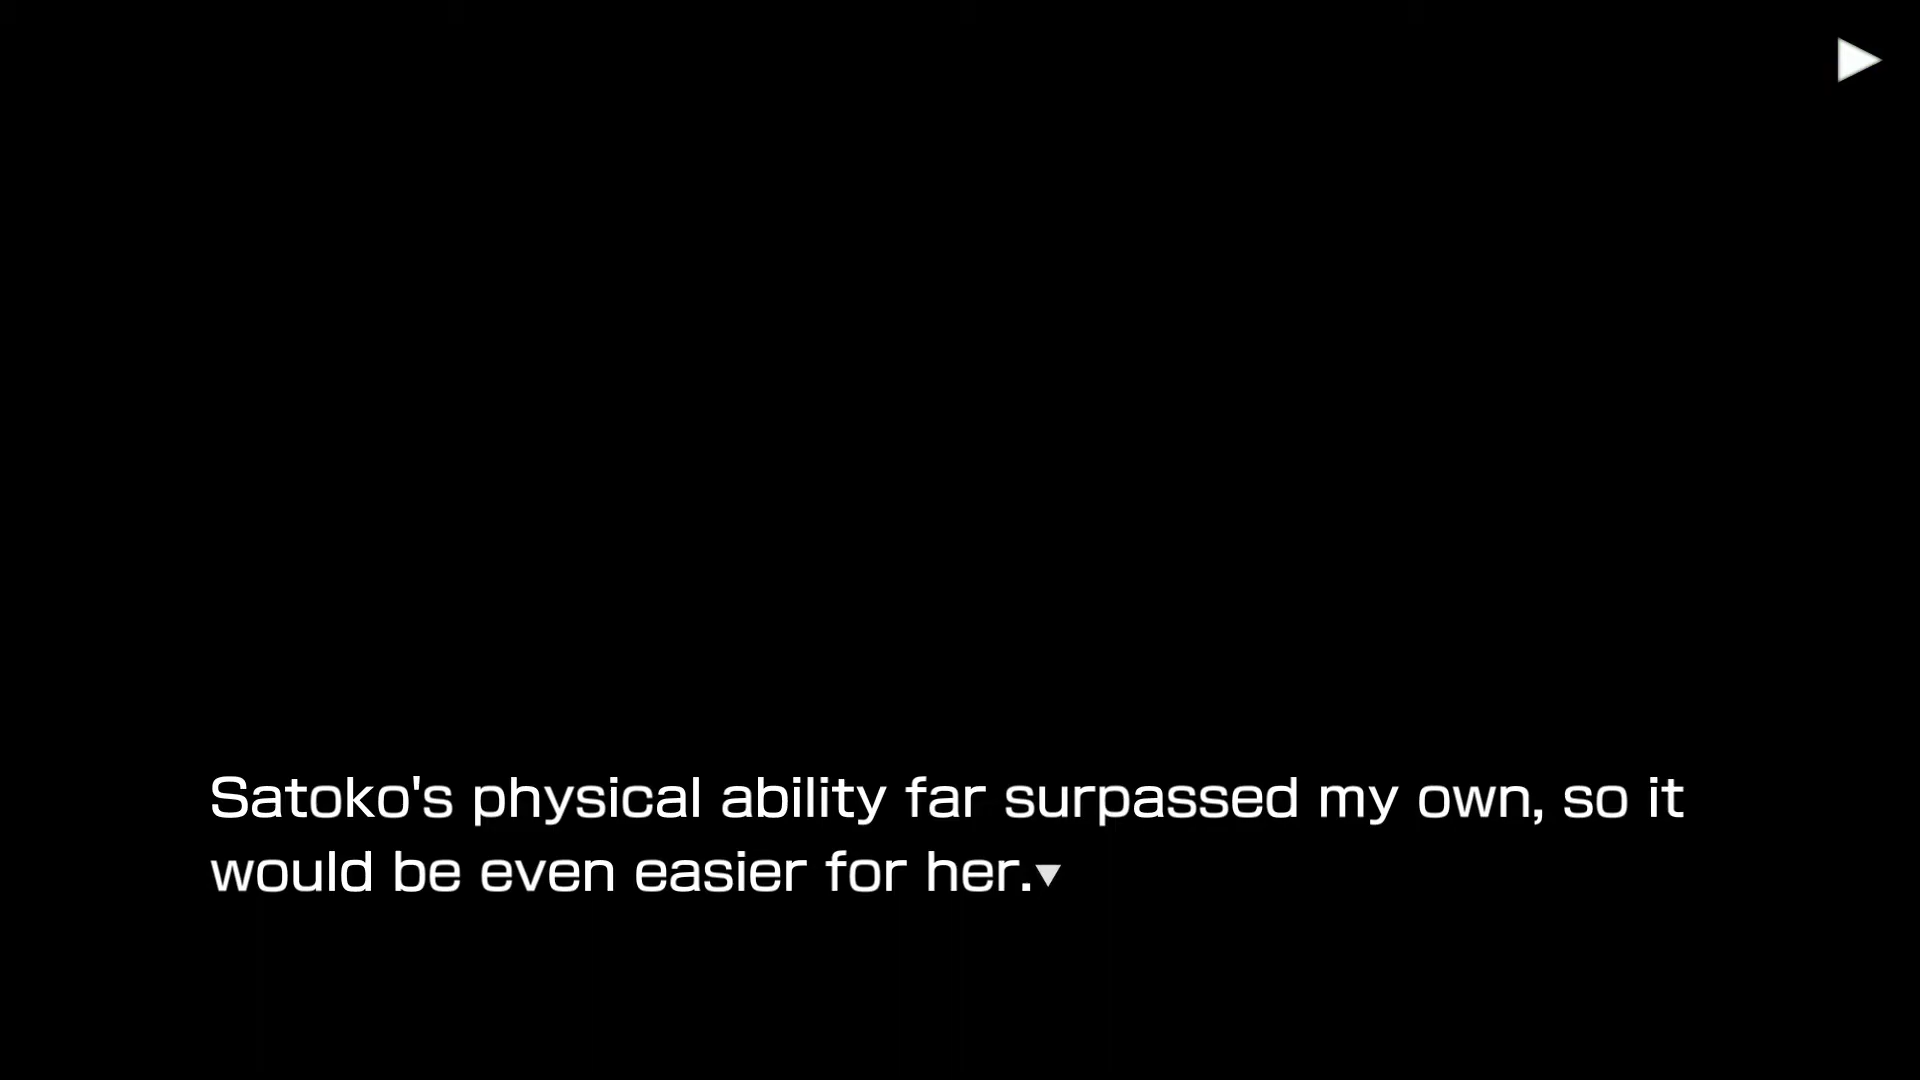 Satoko's physical ability far surpassed my own, so it
would be even easier for her.